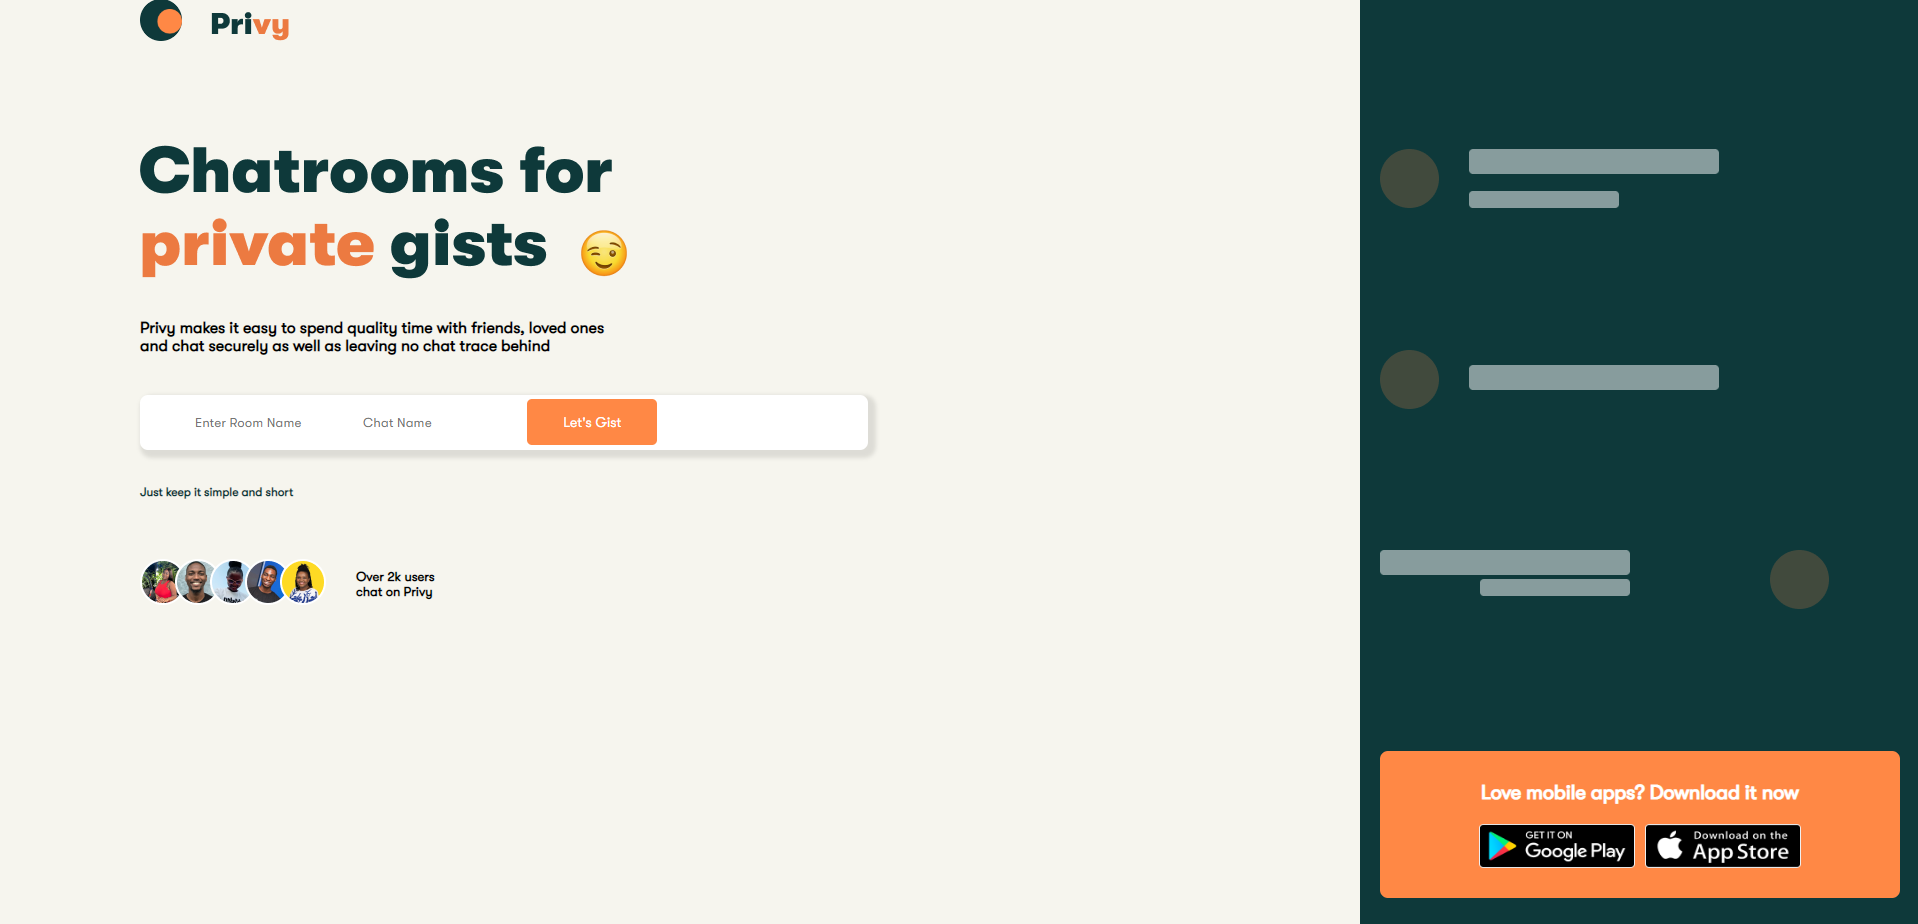 Privy
Chatrooms for
private gists
Privy makes it easy to spend quality time with friends, loved ones
and chat securely as well as leaving no chat trace behind
Enter Room Name
Chat Name
Let's Gist
Just keep it simple and short
Over 2k users
chat on Privy
Love mobile apps? Download it now
GET IT ON
Google Play
Download on the
App Store